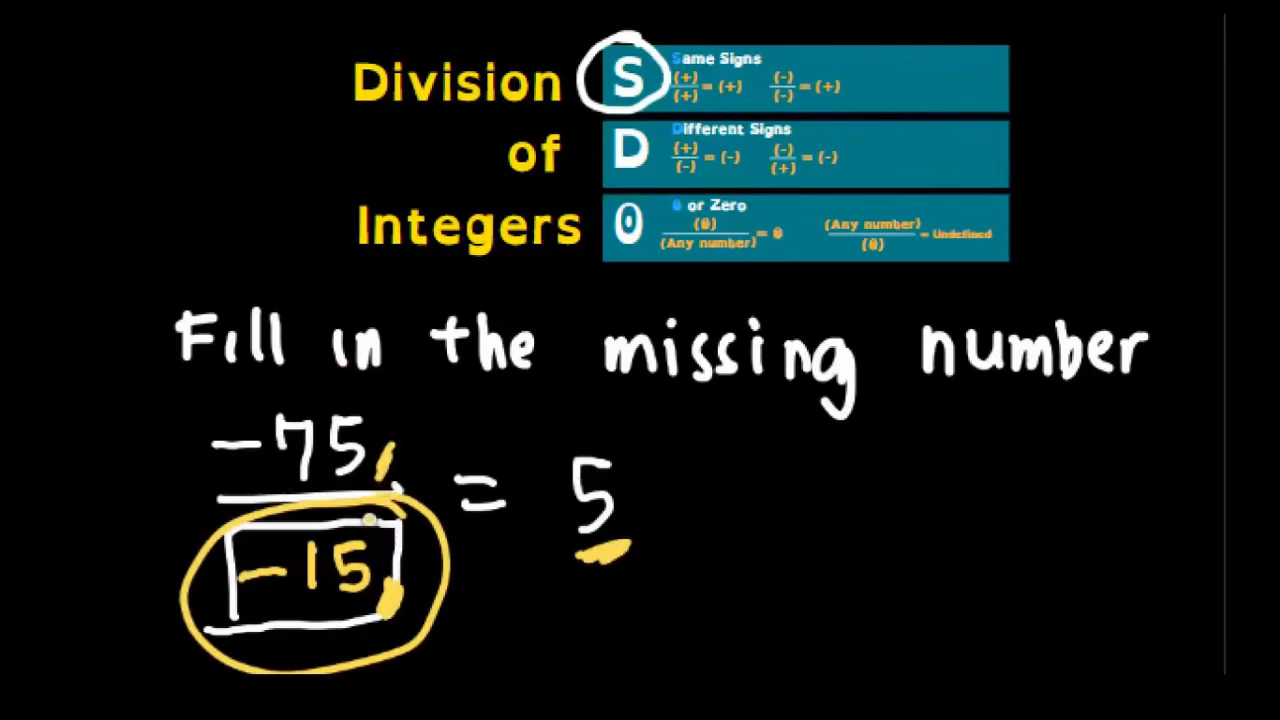 Division
of
Integers
S
Same Signs
(+)/(+) = (+) (-)/(-) = (+)
D
Different Signs
(+)/(-) = (-) (-)/(+) = (-)
0
0 or Zero
(0)/(Any number) = 0 (Any number)/(0) = Undefined
Fill in the missing number
-75
= 5
-15